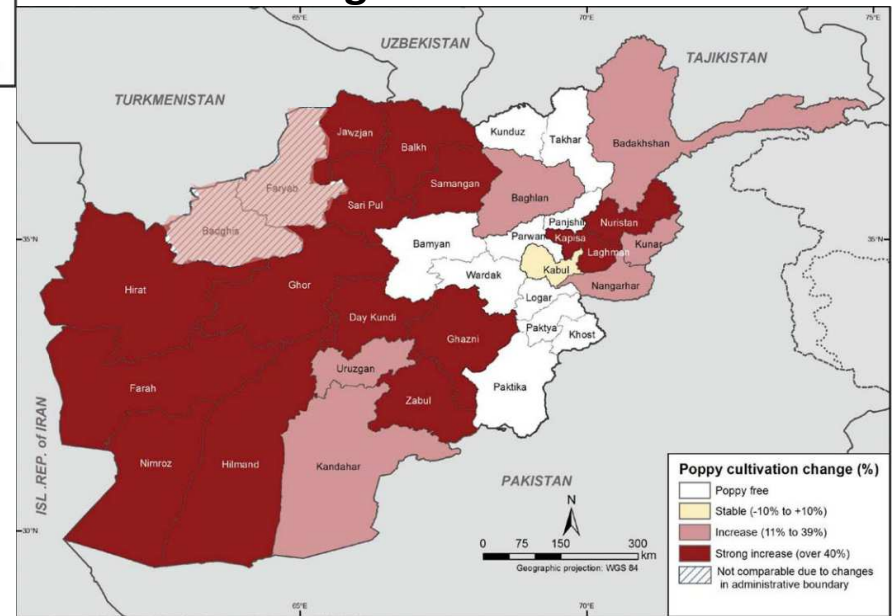 65°E
70°E
75°E
UZBEKISTAN
TAJIKISTAN
TURKMENISTAN
Jawzjan
Balkh
Kunduz
Takhar
Badakhshan
Faryab
Samangan
Baghlan
Sari Pul
Badghis
Nuristan
Panjshir
35°N
35°N
Parwan
Kapisa
Kunar
Bamyan
Laghman
Kabul
Wardak
Nangarhar
Hirat
Ghor
Logar
Day Kundi
Paktya
Khost
Ghazni
Uruzgan
Farah
Paktika
Zabul
ISL .REP. of IRAN
Nimroz
Hilmand
Kandahar
PAKISTAN
N
30°N
0 75 150 300
km
Geographic projection: WGS 84
Poppy cultivation change (%)
Poppy free
Stable (-10% to +10%)
Increase (11% to 39%)
Strong increase (over 40%)
Not comparable due to changes
in administrative boundary
65°E
70°E